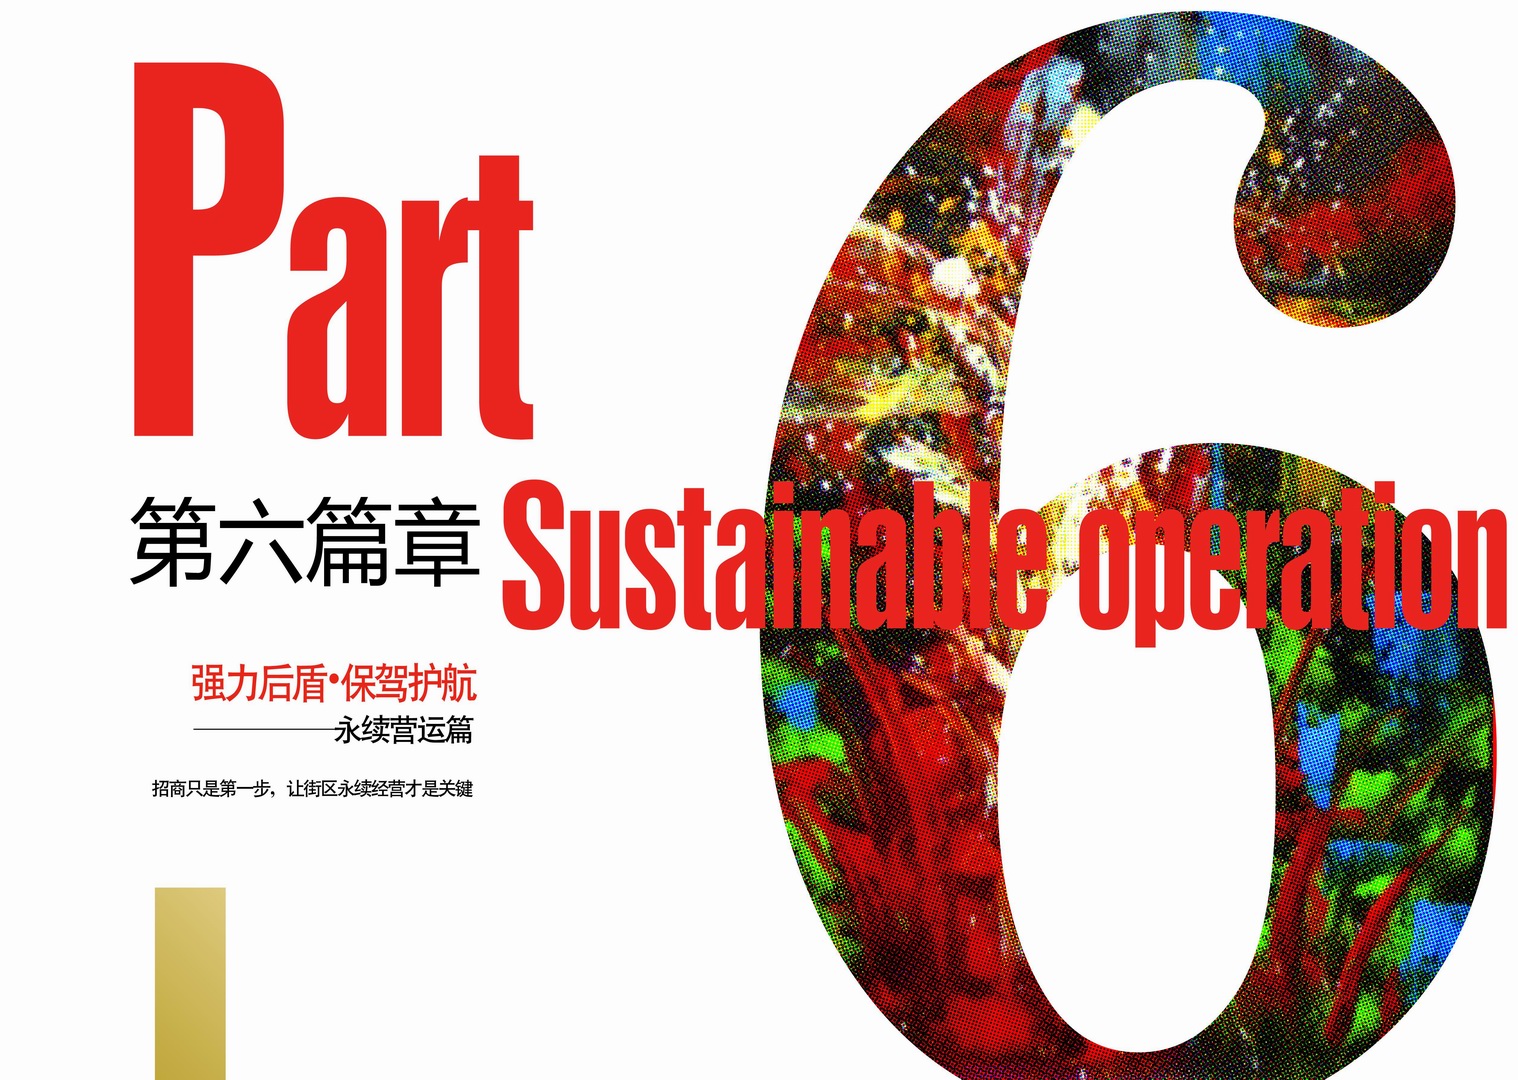 Part
6
第六篇章
Sustainable operation
强力后盾•保驾护航
————永续营运篇
招商只是第一步，让街区永续经营才是关键